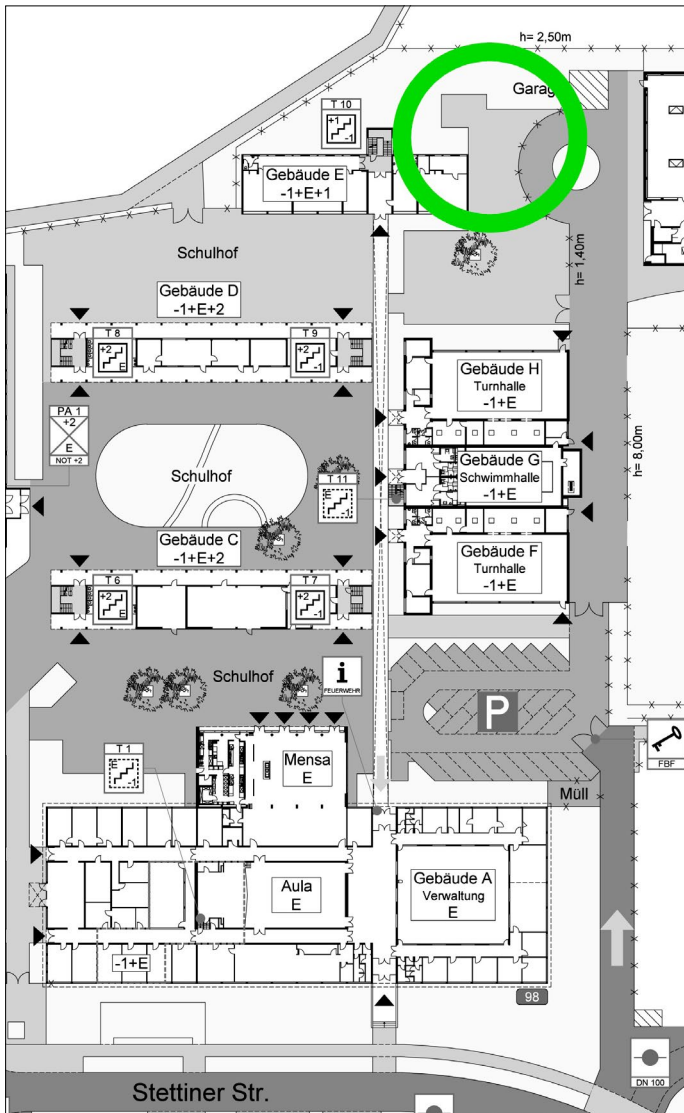 h= 2,50m
Garag
T 10
+1
-1
Gebäude E
-1+E+1
Schulhof
h= 1,40m
Gebäude D
-1+E+2
T 8
+2
E
T 9
+2
-1
Gebäude H
Turnhalle
-1+E
PA 1
+2
E
NOT +2
Schulhof
T 11
E
-1
Gebäude G
Schwimmhalle
-1+E
h= 8,00m
Gebäude C
-1+E+2
T 6
+2
E
T 7
+2
-1
Gebäude F
Turnhalle
-1+E
Schulhof
i
FEUERWEHR
P
T 1
E
-1
Mensa
E
FBF
Müll
Aula
E
Gebäude A
Verwaltung
E
-1+E
98
DN 100
Stettiner Str.